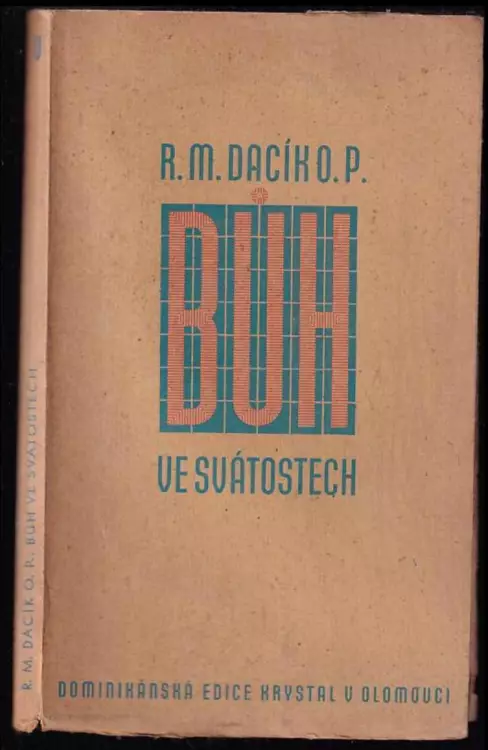 R. M. DACÍK O. P.
BŮH
VE SVÁTOSTECH
DOMINIKÁNSKÁ EDICE KRYSTAL V OLOMOUCI
R. M. DACÍK O. R. BŮH VE SVÁTOSTECH